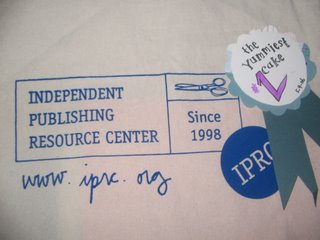 INDEPENDENT
PUBLISHING
RESOURCE CENTER
Since
1998
www.iprc.org
IPRC
the
Yummiest
Cake